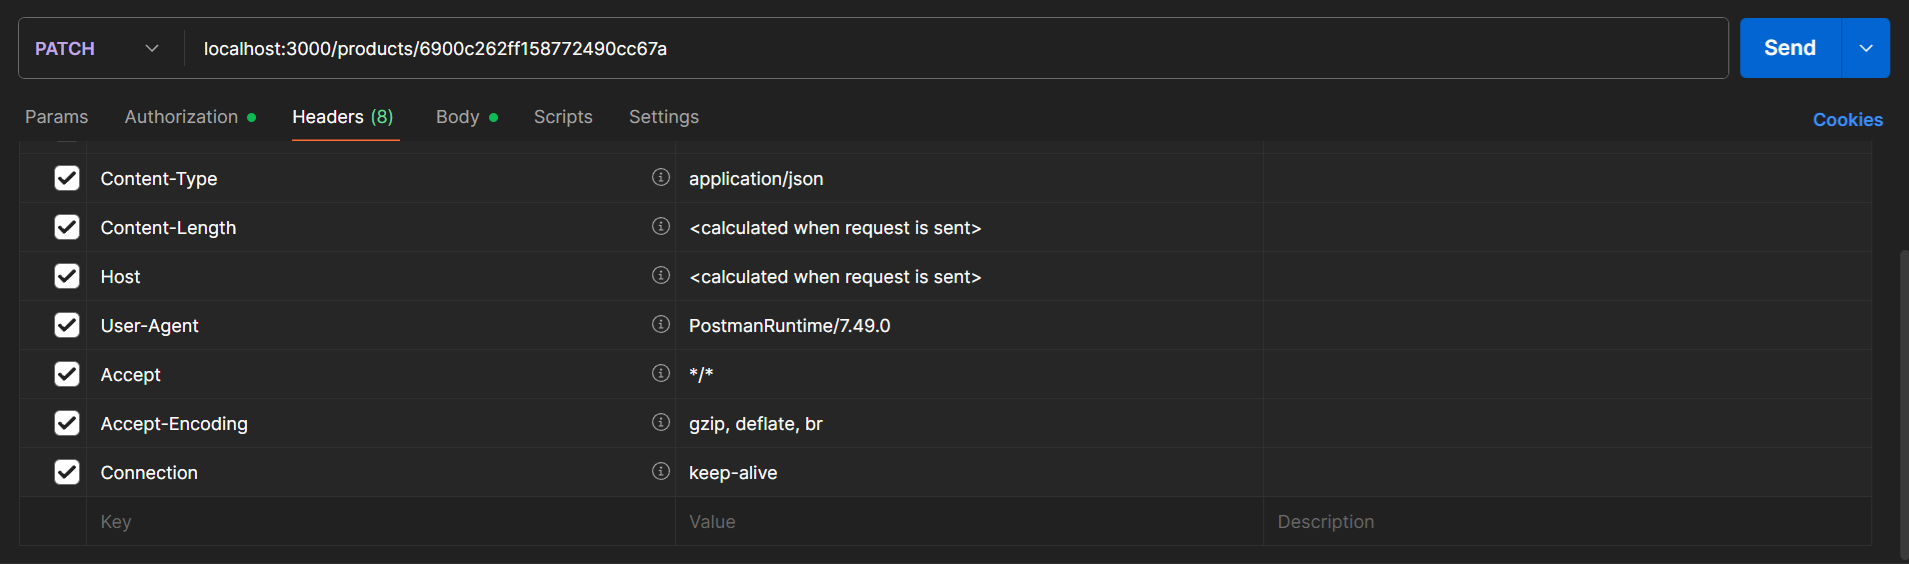 PATCH localhost:3000/products/6900c262ff158772490cc67a Send
Params Authorization Headers (8) Body Scripts Settings Cookies
Content-Type application/json
Content-Length <calculated when request is sent>
Host <calculated when request is sent>
User-Agent PostmanRuntime/7.49.0
Accept */*
Accept-Encoding gzip, deflate, br
Connection keep-alive
Key Value Description